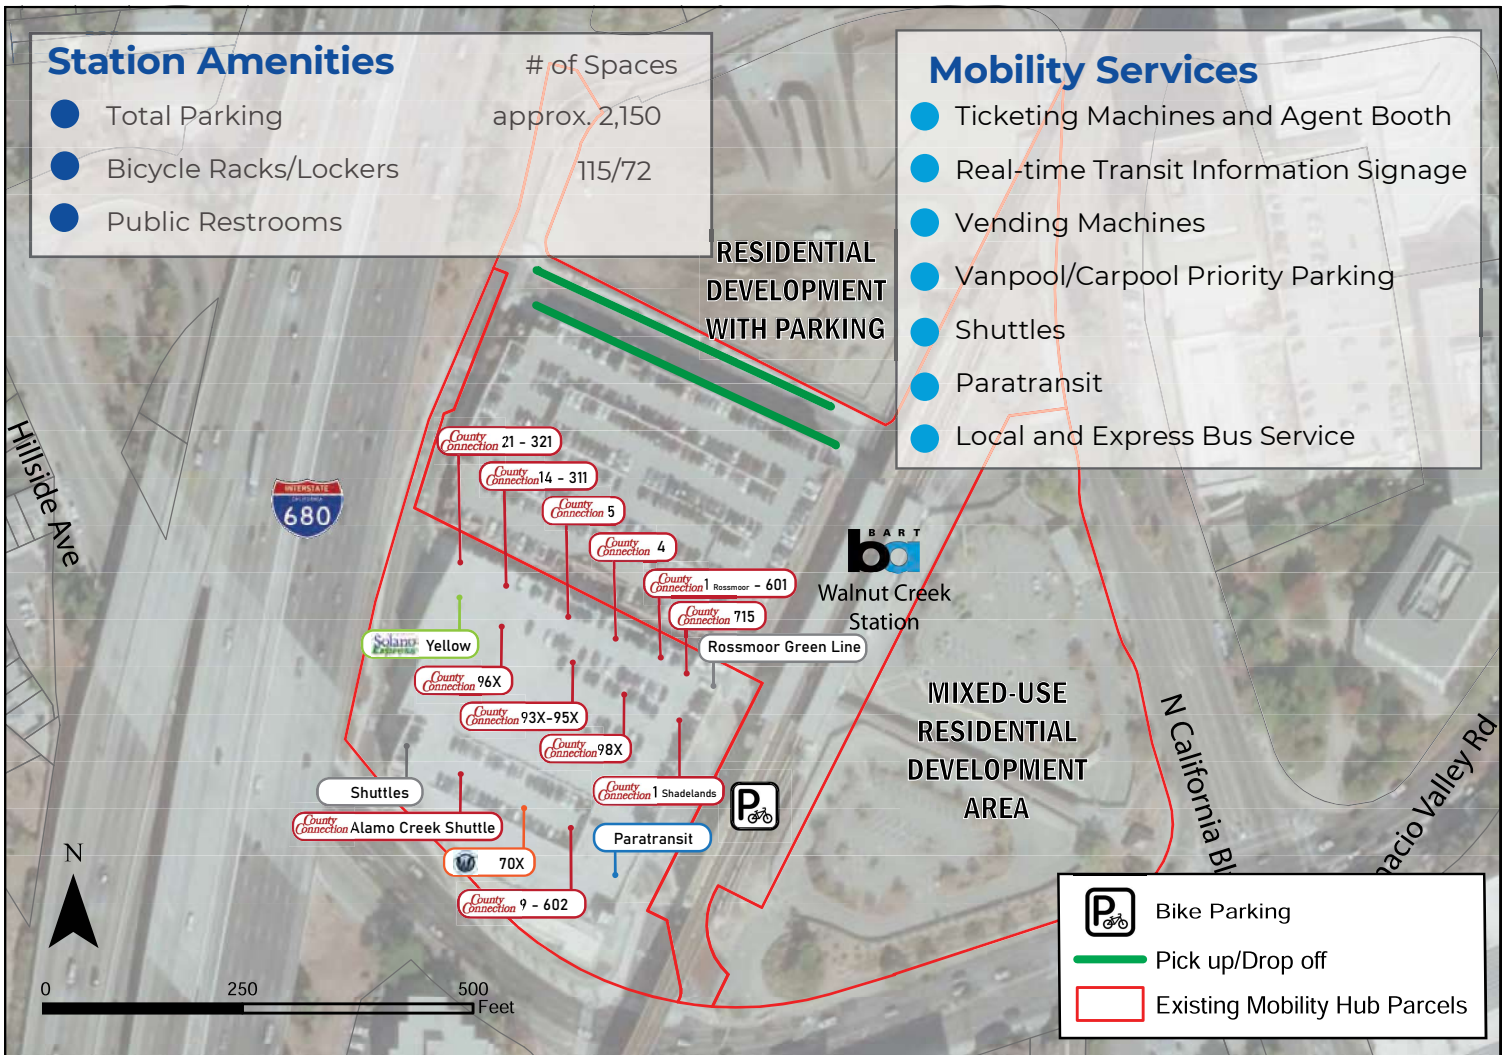 Station Amenities
# of Spaces
Total Parking approx. 2,150
Bicycle Racks/Lockers 115/72
Public Restrooms
Mobility Services
Ticketing Machines and Agent Booth
Real-time Transit Information Signage
Vending Machines
Vanpool/Carpool Priority Parking
Shuttles
Paratransit
Local and Express Bus Service
RESIDENTIAL
DEVELOPMENT
WITH PARKING
Hillside Ave
INTERSTATE
CALIFORNIA
680
County Connection 21 - 321
County Connection 14 - 311
County Connection 5
County Connection 4
County Connection 1 Rossmoor - 601
County Connection 715
Rossmoor Green Line
BART
ba
Walnut Creek
Station
Solano Express Yellow
County Connection 96X
County Connection 93X-95X
County Connection 98X
County Connection 1 Shadelands
Shuttles
County Connection Alamo Creek Shuttle
W 70X
County Connection 9 - 602
Paratransit
P
MIXED-USE
RESIDENTIAL
DEVELOPMENT
AREA
N California Bl
nacio Valley Rd
N
0 250 500
Feet
P Bike Parking
Pick up/Drop off
Existing Mobility Hub Parcels